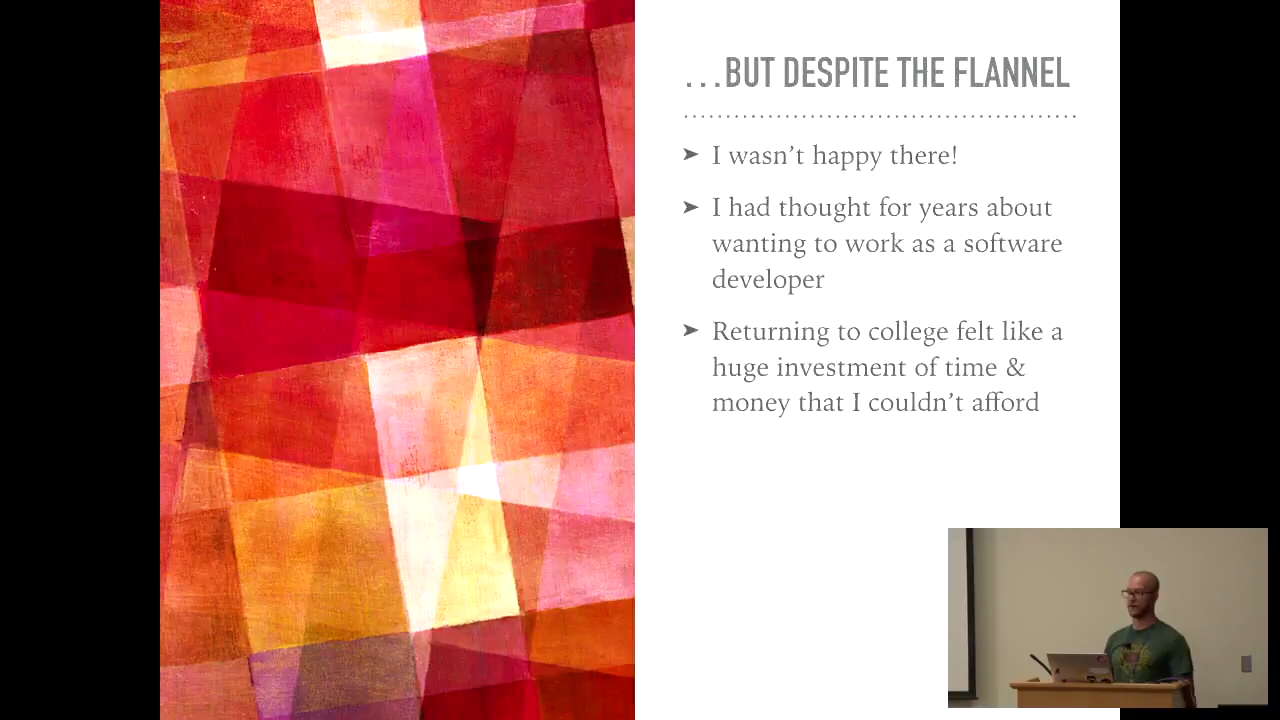 ...BUT DESPITE THE FLANNEL
➤ I wasn’t happy there!
➤ I had thought for years about
wanting to work as a software
developer
➤ Returning to college felt like a
huge investment of time &
money that I couldn’t afford